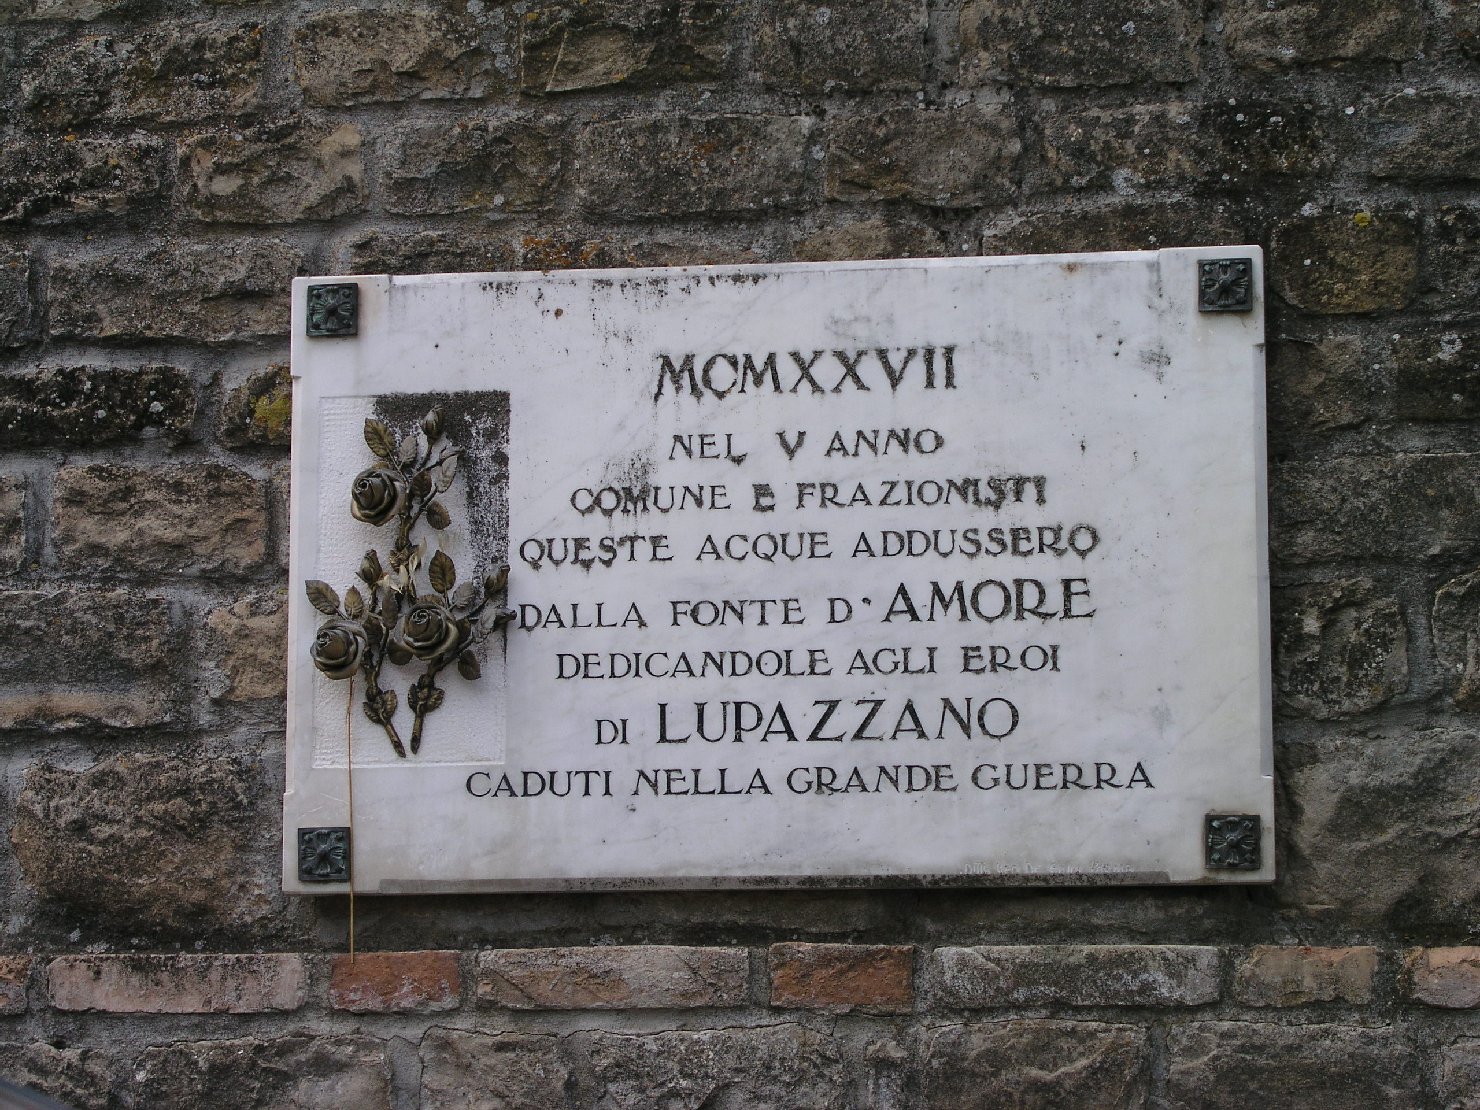 MCMXXVII
NEL V ANNO
COMUNE E FRAZIONISTI
QUESTE ACQUE ADDUSSERO
DALLA FONTE D'AMORE
DEDICANDOLE AGLI EROI
DI LUPAZZANO
CADUTI NELLA GRANDE GUERRA